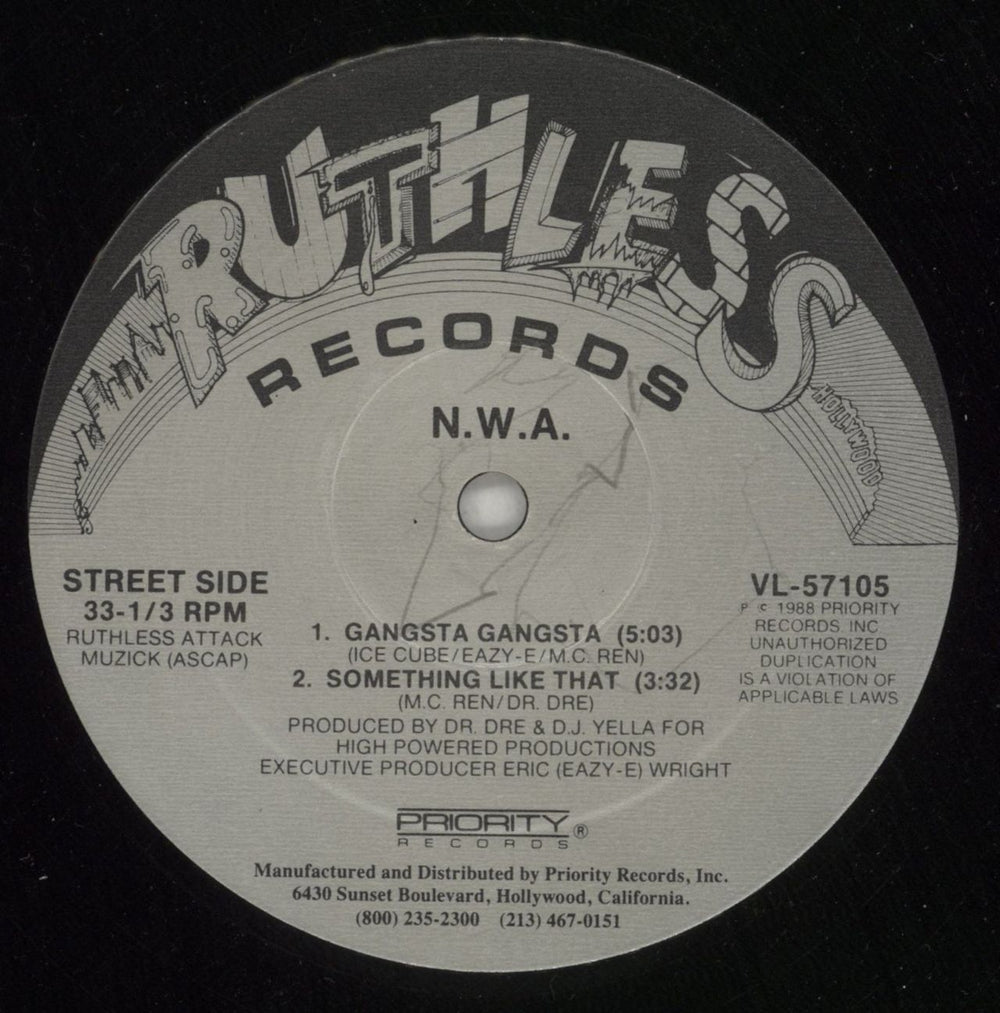 RUTHLESS
RECORDS
HOLLYWOOD
N.W.A.
STREET SIDE
33-1/3 RPM
RUTHLESS ATTACK
MUZICK (ASCAP)
VL-57105
℗ © 1988 PRIORITY
RECORDS INC
UNAUTHORIZED
DUPLICATION
IS A VIOLATION OF
APPLICABLE LAWS
1. GANGSTA GANGSTA (5:03)
(ICE CUBE/EAZY-E/M.C. REN)
2. SOMETHING LIKE THAT (3:32)
(M.C. REN/DR. DRE)
PRODUCED BY DR. DRE & D.J. YELLA FOR
HIGH POWERED PRODUCTIONS
EXECUTIVE PRODUCER ERIC (EAZY-E) WRIGHT
PRIORITY ®
RECORDS
Manufactured and Distributed by Priority Records, Inc.
6430 Sunset Boulevard, Hollywood, California.
(800) 235-2300 (213) 467-0151